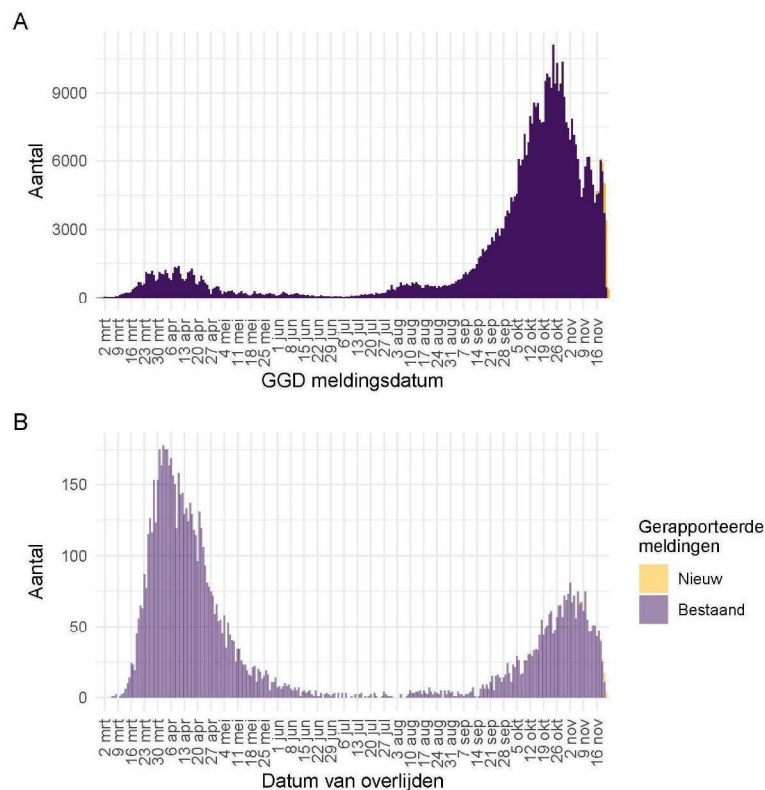 A
Aantal
9000
6000
3000
0
2 mrt
9 mrt
16 mrt
23 mrt
30 mrt
6 apr
13 apr
20 apr
27 apr
4 mei
11 mei
18 mei
25 mei
1 jun
8 jun
15 jun
22 jun
29 jun
6 jul
13 jul
20 jul
27 jul
3 aug
10 aug
17 aug
24 aug
31 aug
7 sep
14 sep
21 sep
28 sep
5 okt
12 okt
19 okt
26 okt
2 nov
9 nov
16 nov
GGD meldingsdatum
B
Aantal
150
100
50
0
2 mrt
9 mrt
16 mrt
23 mrt
30 mrt
6 apr
13 apr
20 apr
27 apr
4 mei
11 mei
18 mei
25 mei
1 jun
8 jun
15 jun
22 jun
29 jun
6 jul
13 jul
20 jul
27 jul
3 aug
10 aug
17 aug
24 aug
31 aug
7 sep
14 sep
21 sep
28 sep
5 okt
12 okt
19 okt
26 okt
2 nov
9 nov
16 nov
Datum van overlijden
Gerapporteerde
meldingen
Nieuw
Bestaand